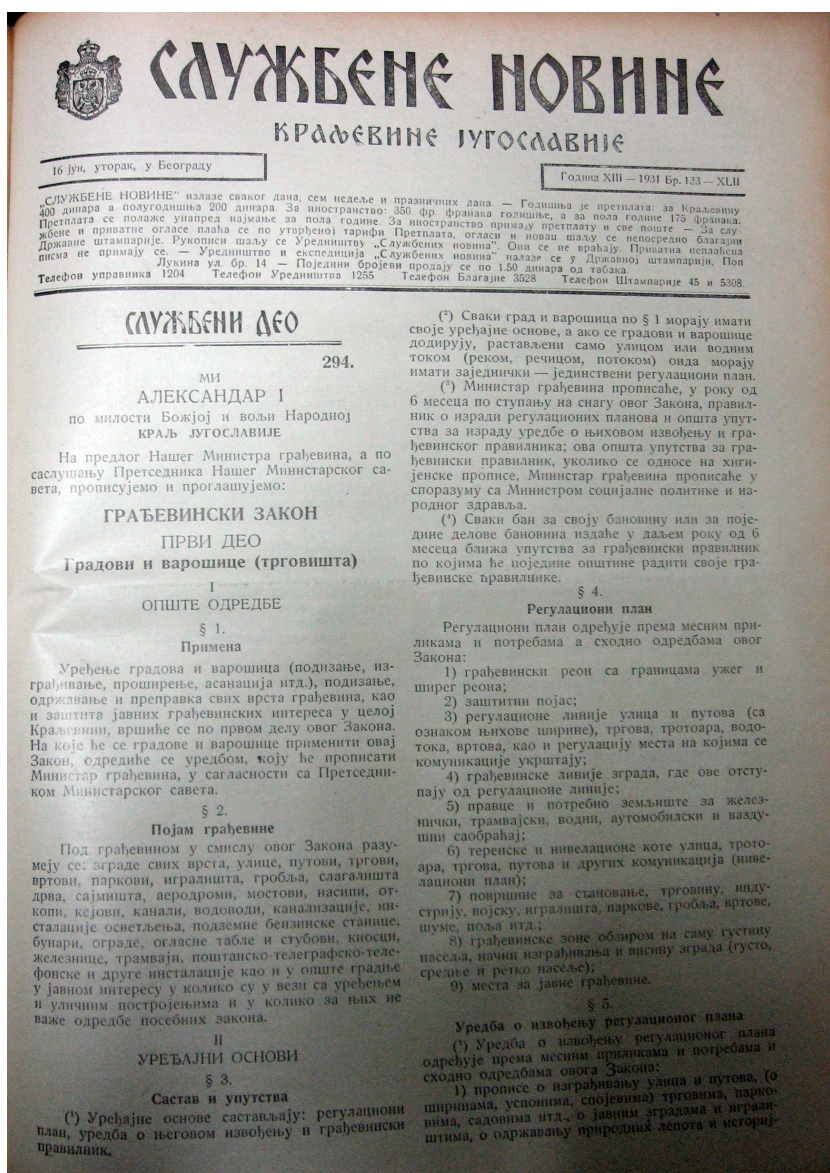 СЛУЖБЕНЕ НОВИНЕ
КРАЉЕВИНЕ ЈУГОСЛАВИЈЕ
16 јун, уторак, у Београду
Година XIII — 1931 Бр. 133 — XLII
„СЛУЖБЕНЕ НОВИНЕ" излазе сваког дана, сем недеље и празничних дана. — Годишња је претплата: за Краљевину
400 динара а полугодишња 200 динара. За иностранство: 350 фр. франака годишње, а за пола године 175 франака.
Претплата се полаже унапред најмање за пола године. За иностранство примају претплату и све поште — За слу-
жбене и приватне огласе плаћа се по утврђеној тарифи Претплата, огласи и новац шаљу се непосредно благајни
Државне штампарије. Рукописи шаљу се Уредништву „Службених новина". Они се не враћају. Приватна неплаћена
писма не примају се. — Уредништво и експедиција „Службених новина" налазе се у Државној штампарији, Поп
Лукина ул. бр. 14 — Поједини бројеви продају се по 1.50 динара од табака.
Телефон управника 1204 Телефон Уредништва 1255 Телефон Благајне 3528 Телефон Штампарије 45 и 5308.
СЛУЖБЕНИ ДЕО
294.
МИ
АЛЕКСАНДАР I
по милости Божјој и вољи Народној
КРАЉ ЈУГОСЛАВИЈЕ
На предлог Нашег Министра грађевина, а по
саслушању Претседника Нашег Министарског са-
вета, прописујемо и проглашујемо:
ГРАЂЕВИНСКИ ЗАКОН
ПРВИ ДЕО
Градови и варошице (трговишта)
I
ОПШТЕ ОДРЕДБЕ
§ 1.
Примена
Уређење градова и варошица (подизање, из-
грађивање, проширење, асанација итд.), подизање,
одржавање и преправка свих врста грађевина, као
и заштита јавних грађевинских интереса у целој
Краљевини, вршиће се по првом делу овог Закона.
На које ће се градове и варошице применити овај
Закон, одредиће се уредбом, коју ће прописати
Министар грађевина, у сагласности са Претседни-
ком Министарског савета.
§ 2.
Појам грађевине
Под грађевином у смислу овог Закона разу-
меју се: зграде свих врста, улице, путови, тргови,
вртови, паркови, игралишта, гробља, слагалишта
дрва, сајмишта, аеродроми, мостови, насипи, от-
копи, кејови, канали, водоводи, канализације, ин-
сталације осветљења, подземне бензинске станице,
бунари, ограде, огласне табле и стубови, киосци,
железнице, трамваји, поштанско-телеграфско-теле-
фонске и друге инсталације као и у опште градње
у јавном интересу у колико су у вези са уређењем
и уличним постројењима и у колико за њих не
важе одредбе посебних закона.
II
УРЕЂАЈНИ ОСНОВИ
§ 3.
Састав и упутства
(¹) Уређајне основе састављају: регулациони
план, уредба о његовом извођењу и грађевински
правилник.
(²) Сваки град и варошица по § 1 морају имати
своје уређајне основе, а ако се градови и варошице
додирују, растављени само улицом или водним
током (реком, речицом, потоком) онда морају
имати заједнички — јединствени регулациони план.
(³) Министар грађевина прописаће, у року од
6 месеца по ступању на снагу овог Закона, правил-
ник о изради регулационих планова и општа упут-
ства за израду уредбе о њиховом извођењу и гра-
ђевинског правилника; ова општа упутства за гра-
ђевински правилник, уколико се односе на хиги-
јенске прописе, Министар грађевина прописаће у
споразуму са Министром социјалне политике и на-
родног здравља.
(⁴) Сваки бан за своју бановину или за поје-
дине делове бановина издаће у даљем року од 6
месеца ближа упутства за грађевински правилник
по којима ће поједине општине радити своје гра-
ђевинске правилнике.
§ 4.
Регулациони план
Регулациони план одређује према месним при-
ликама и потребама а сходно одредбама овог
Закона:
1) грађевински реон са границама ужег и
ширег реона;
2) заштитни појас;
3) регулационе линије улица и путова (са
ознаком њихове ширине), тргова, тротоара, водо-
тока, вртова, као и регулацију места на којима се
комуникације укрштају;
4) грађевинске линије зграда, где ове отсту-
пају од регулационе линије;
5) правце и потребно земљиште за желез-
нички, трамвајски, водни, аутомобилски и вазду-
шни саобраћај;
6) теренске и нивелационе коте улица, трото-
ара, тргова, путова и других комуникација (ниве-
лациони план);
7) површине за становање, трговину, инду-
стрију, војску, игралишта, паркове, гробља, вртове,
шуме, поља итд.;
8) грађевинске зоне обзиром на саму густину
насеља, начин изграђивања и висину зграда (густо,
средње и ретко насеље);
9) места за јавне грађевине.
§ 5.
Уредба о извођењу регулационог плана
(¹) Уредба о извођењу регулационог плана
одређује према месним приликама и потребама и
сходно одредбама овога Закона:
1) прописе о изграђивању улица и путова, (о
ширинама, успонима, спојевима) трговима, парко-
вима, садовима итд., о јавним зградама и играли-
штима, о одржавању природних лепота и историј-